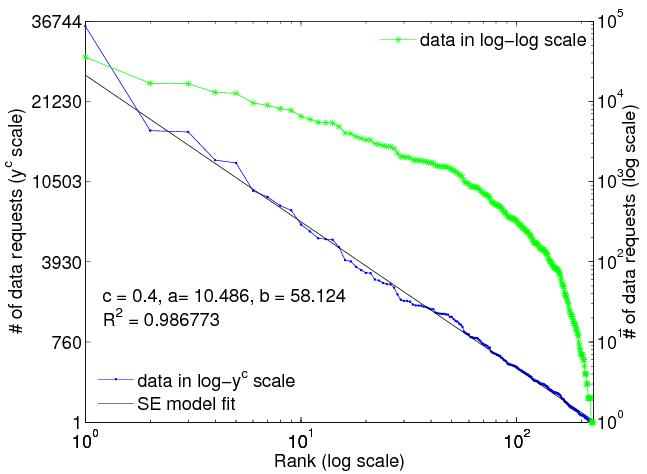 36744
21230
10503
3930
760
1
# of data requests (y^c scale)
10^5
10^4
10^3
10^2
10^1
10^0
# of data requests (log scale)
data in log-log scale
c = 0.4, a= 10.486, b = 58.124
R^2 = 0.986773
data in log-y^c scale
SE model fit
10^0
10^1
10^2
Rank (log scale)